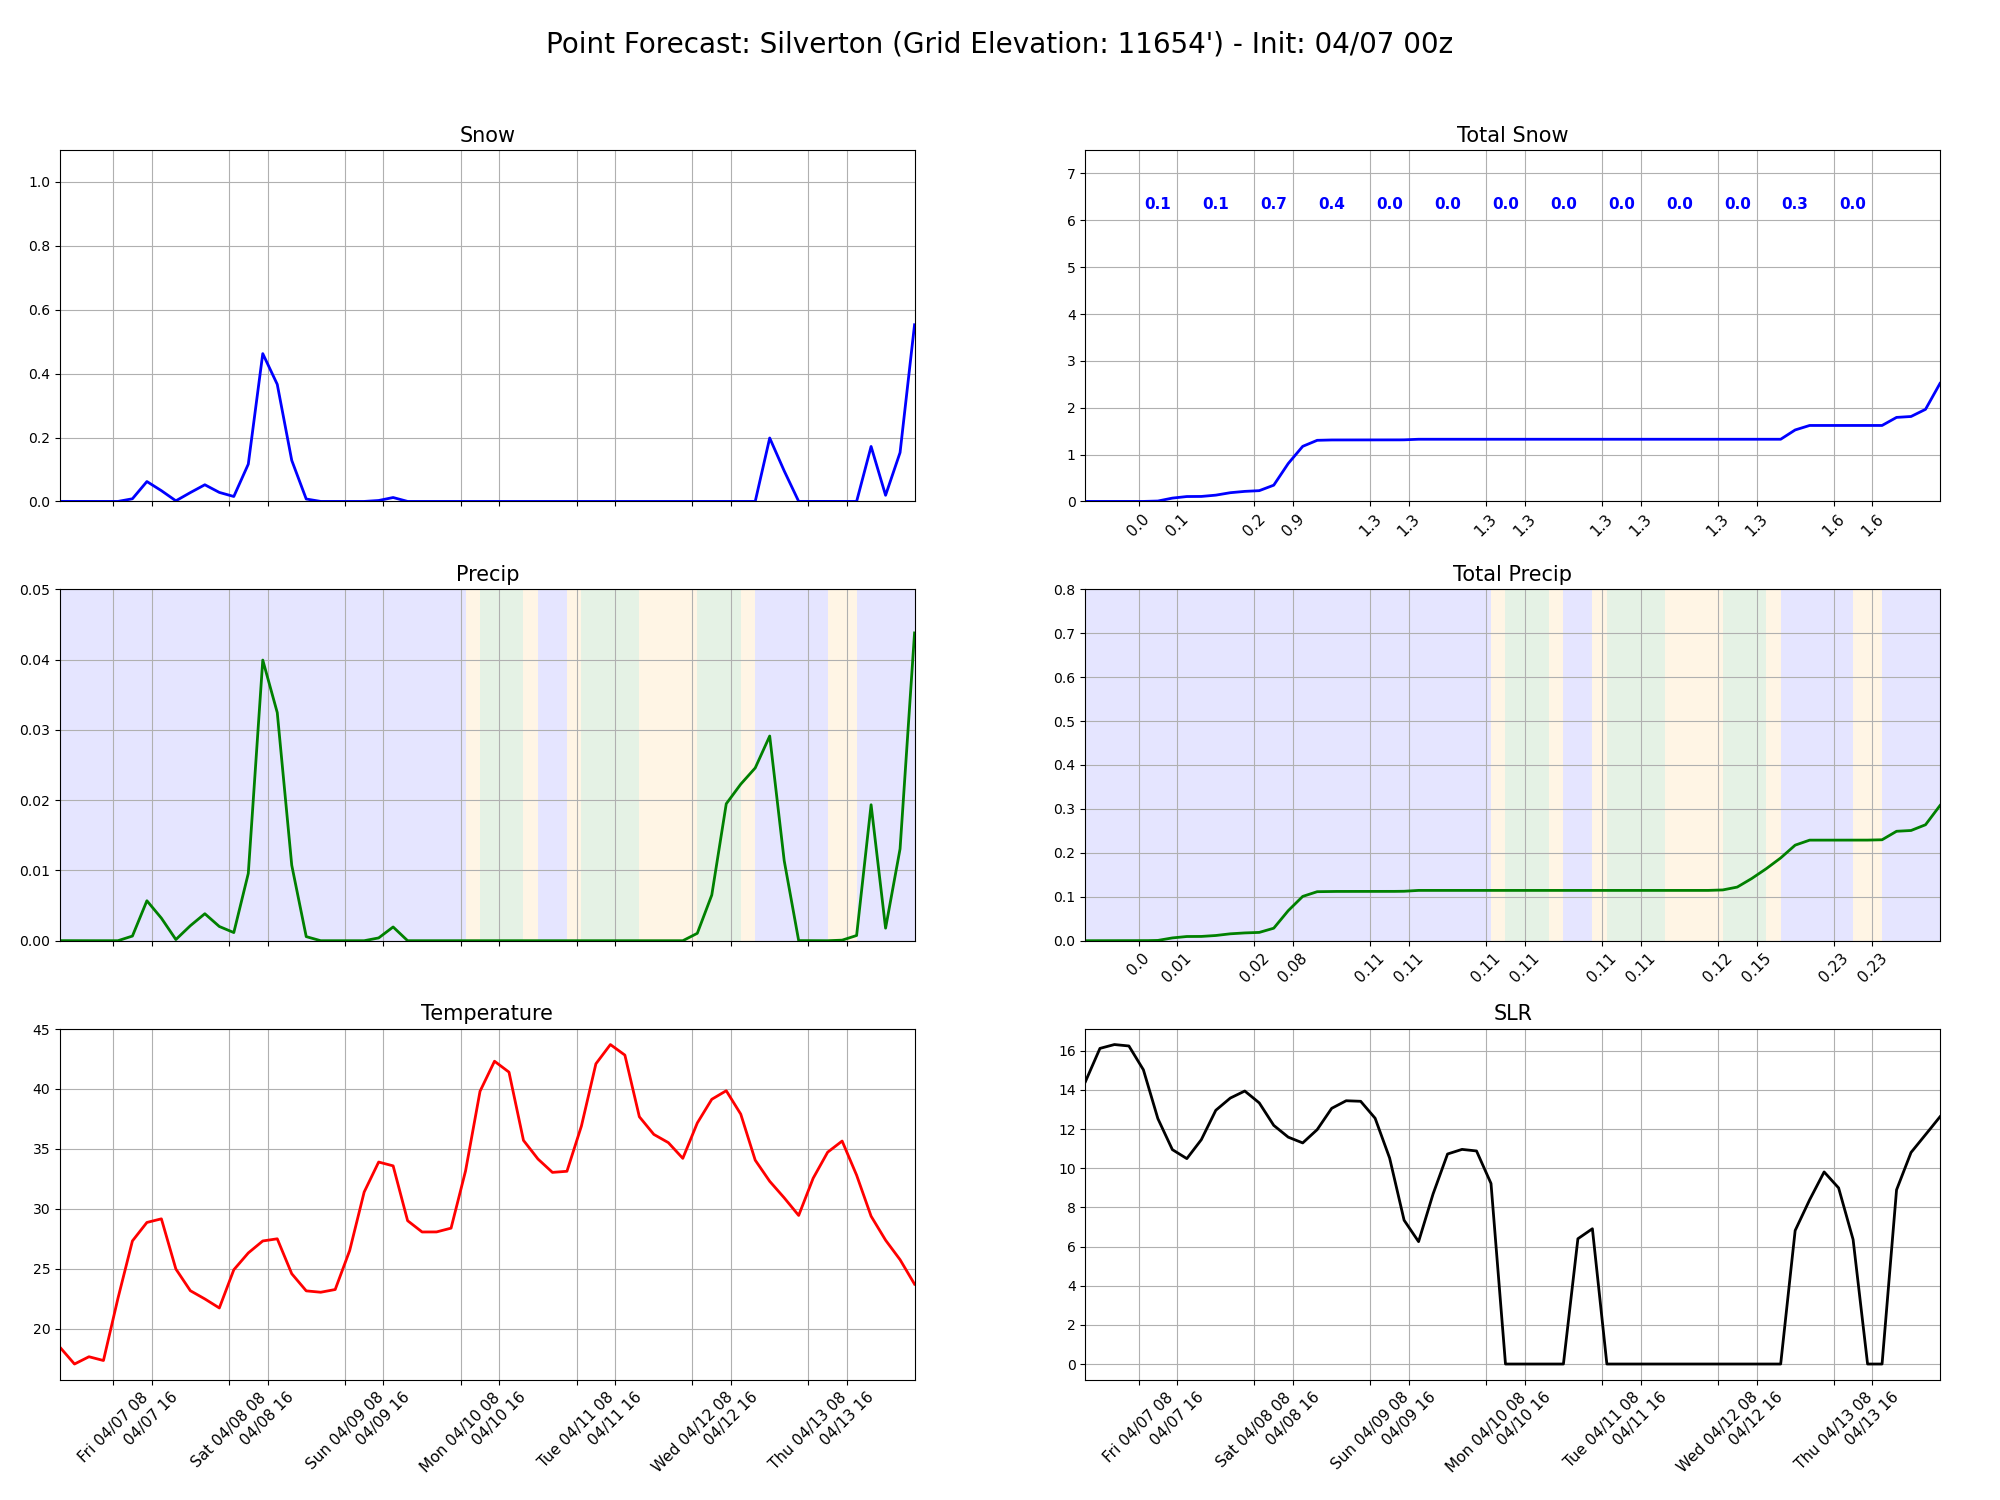 Point Forecast: Silverton (Grid Elevation: 11654') - Init: 04/07 00z
Snow
1.0
0.8
0.6
0.4
0.2
0.0
Total Snow
7
6
5
4
3
2
1
0
0.1 0.1 0.7 0.4 0.0 0.0 0.0 0.0 0.0 0.0 0.0 0.3 0.0
0.0 0.1 0.2 0.9 1.3 1.3 1.3 1.3 1.3 1.3 1.3 1.3 1.6 1.6
Precip
0.05
0.04
0.03
0.02
0.01
0.00
Total Precip
0.8
0.7
0.6
0.5
0.4
0.3
0.2
0.1
0.0
0.0 0.01 0.02 0.08 0.11 0.11 0.11 0.11 0.11 0.11 0.12 0.15 0.23 0.23
Temperature
45
40
35
30
25
20
Fri 04/07 08
04/07 16
Sat 04/08 08
04/08 16
Sun 04/09 08
04/09 16
Mon 04/10 08
04/10 16
Tue 04/11 08
04/11 16
Wed 04/12 08
04/12 16
Thu 04/13 08
04/13 16
SLR
16
14
12
10
8
6
4
2
0
Fri 04/07 08
04/07 16
Sat 04/08 08
04/08 16
Sun 04/09 08
04/09 16
Mon 04/10 08
04/10 16
Tue 04/11 08
04/11 16
Wed 04/12 08
04/12 16
Thu 04/13 08
04/13 16